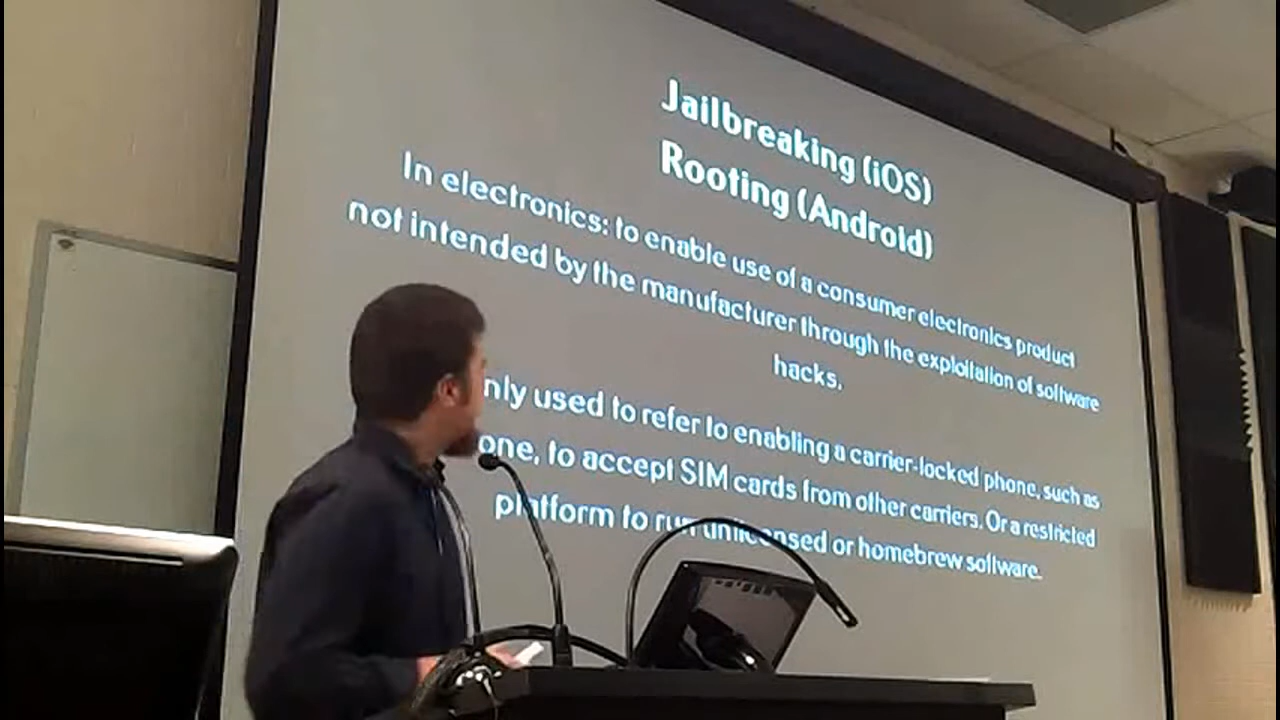 Jailbreaking (iOS)
Rooting (Android)
In electronics: to enable use of a consumer electronics product
not intended by the manufacturer through the exploitation of software
hacks.
used to refer to enabling a carrier-locked phone, such as
to accept SIM cards from other carriers. Or a restricted
platform to run unlicensed or homebrew software.